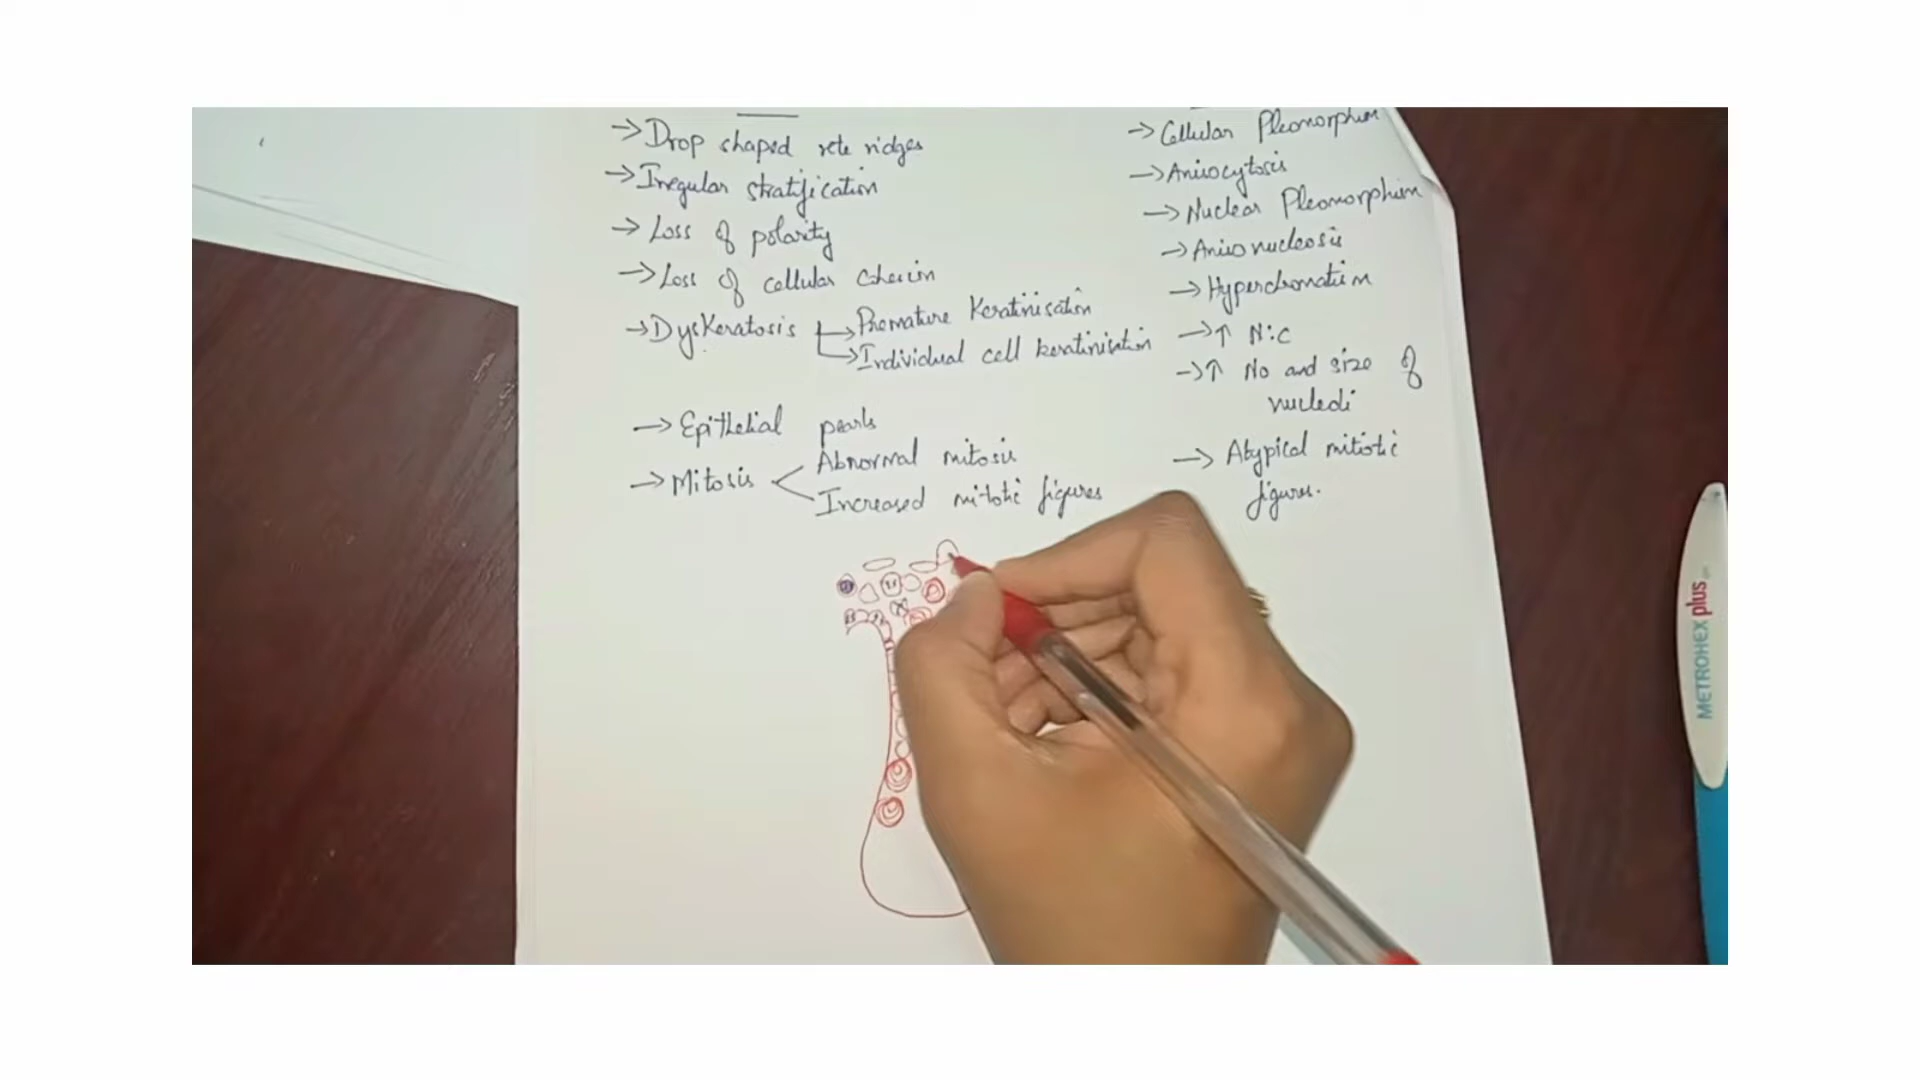 → Drop shaped rete ridges
→ Irregular stratification
→ Loss of polarity
→ Loss of cellular cohesion
→ Dyskeratosis → Premature Keratinisation
→ Individual cell keratinisation
→ Epithelial pearls
→ Mitosis < Abnormal mitosis
Increased mitotic figures
→ Cellular Pleomorphism
→ Anisocytosis
→ Nuclear Pleomorphism
→ Anisonucleosis
→ Hyperchromatism
→ ↑ N:C
→ ↑ No and size of
nucleoli
→ Atypical mitotic
figures.
METROHEX plus